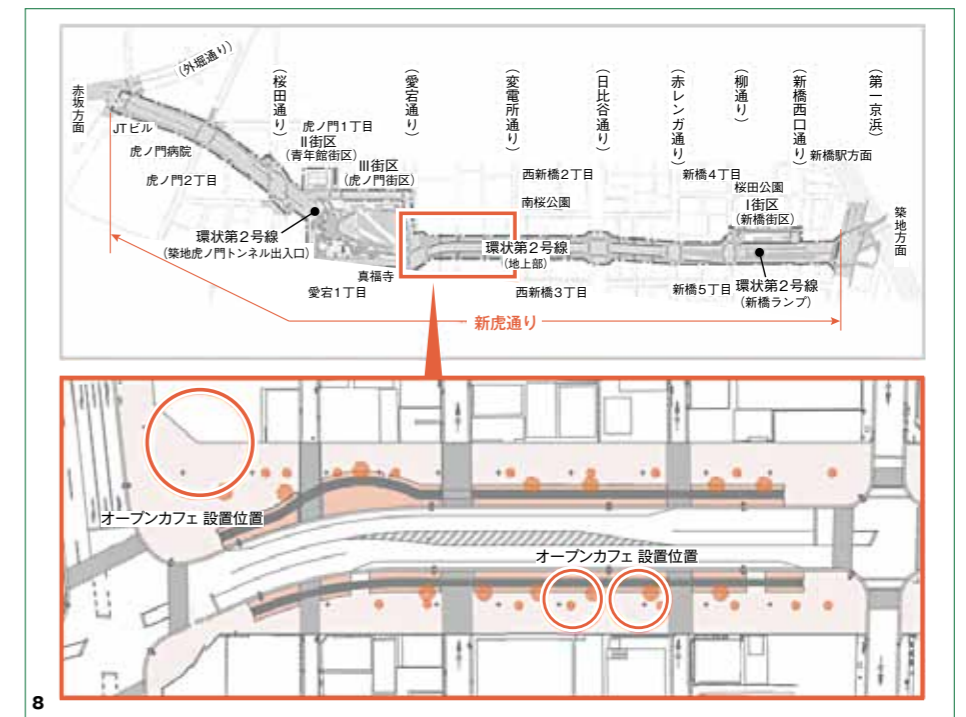 (外堀通り)
(桜田通り)
(愛宕通り)
(変電所通り)
(日比谷通り)
(赤レンガ通り)
(柳通り)
(新橋西口通り)
(第一京浜)
赤坂方面
JTビル
虎ノ門病院
虎ノ門2丁目
虎ノ門1丁目
II街区
(青年館街区)
III街区
(虎ノ門街区)
西新橋2丁目
南桜公園
新橋4丁目
新橋駅方面
桜田公園
I街区
(新橋街区)
築地方面
環状第2号線
(築地虎ノ門トンネル出入口)
環状第2号線
(地上部)
真福寺
愛宕1丁目
西新橋3丁目
新橋5丁目
環状第2号線
(新橋ランプ)
新虎通り
オープンカフェ 設置位置
オープンカフェ 設置位置
8